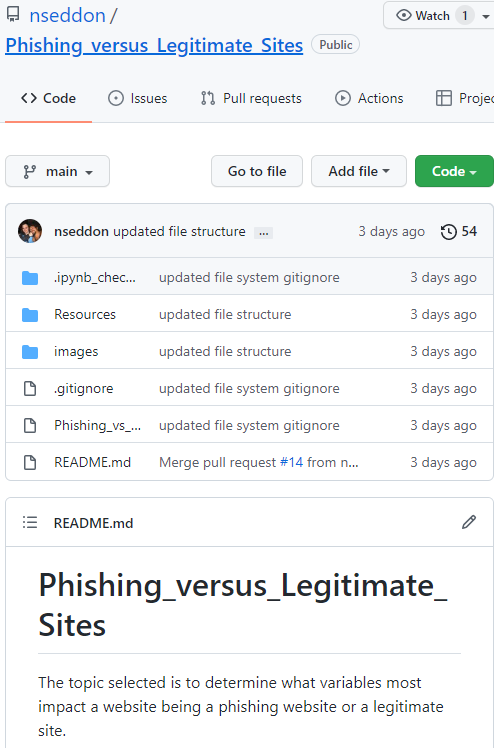 nseddon /
Phishing_versus_Legitimate_Sites Public
Watch 1
Code Issues Pull requests Actions Projec
main Go to file Add file Code
nseddon updated file structure ... 3 days ago 54
.ipynb_chec... updated file system gitignore 3 days ago
Resources updated file structure 3 days ago
images updated file structure 3 days ago
.gitignore updated file system gitignore 3 days ago
Phishing_vs_... updated file system gitignore 3 days ago
README.md Merge pull request #14 from n... 3 days ago
README.md
Phishing_versus_Legitimate_
Sites
The topic selected is to determine what variables most
impact a website being a phishing website or a legitimate
site.